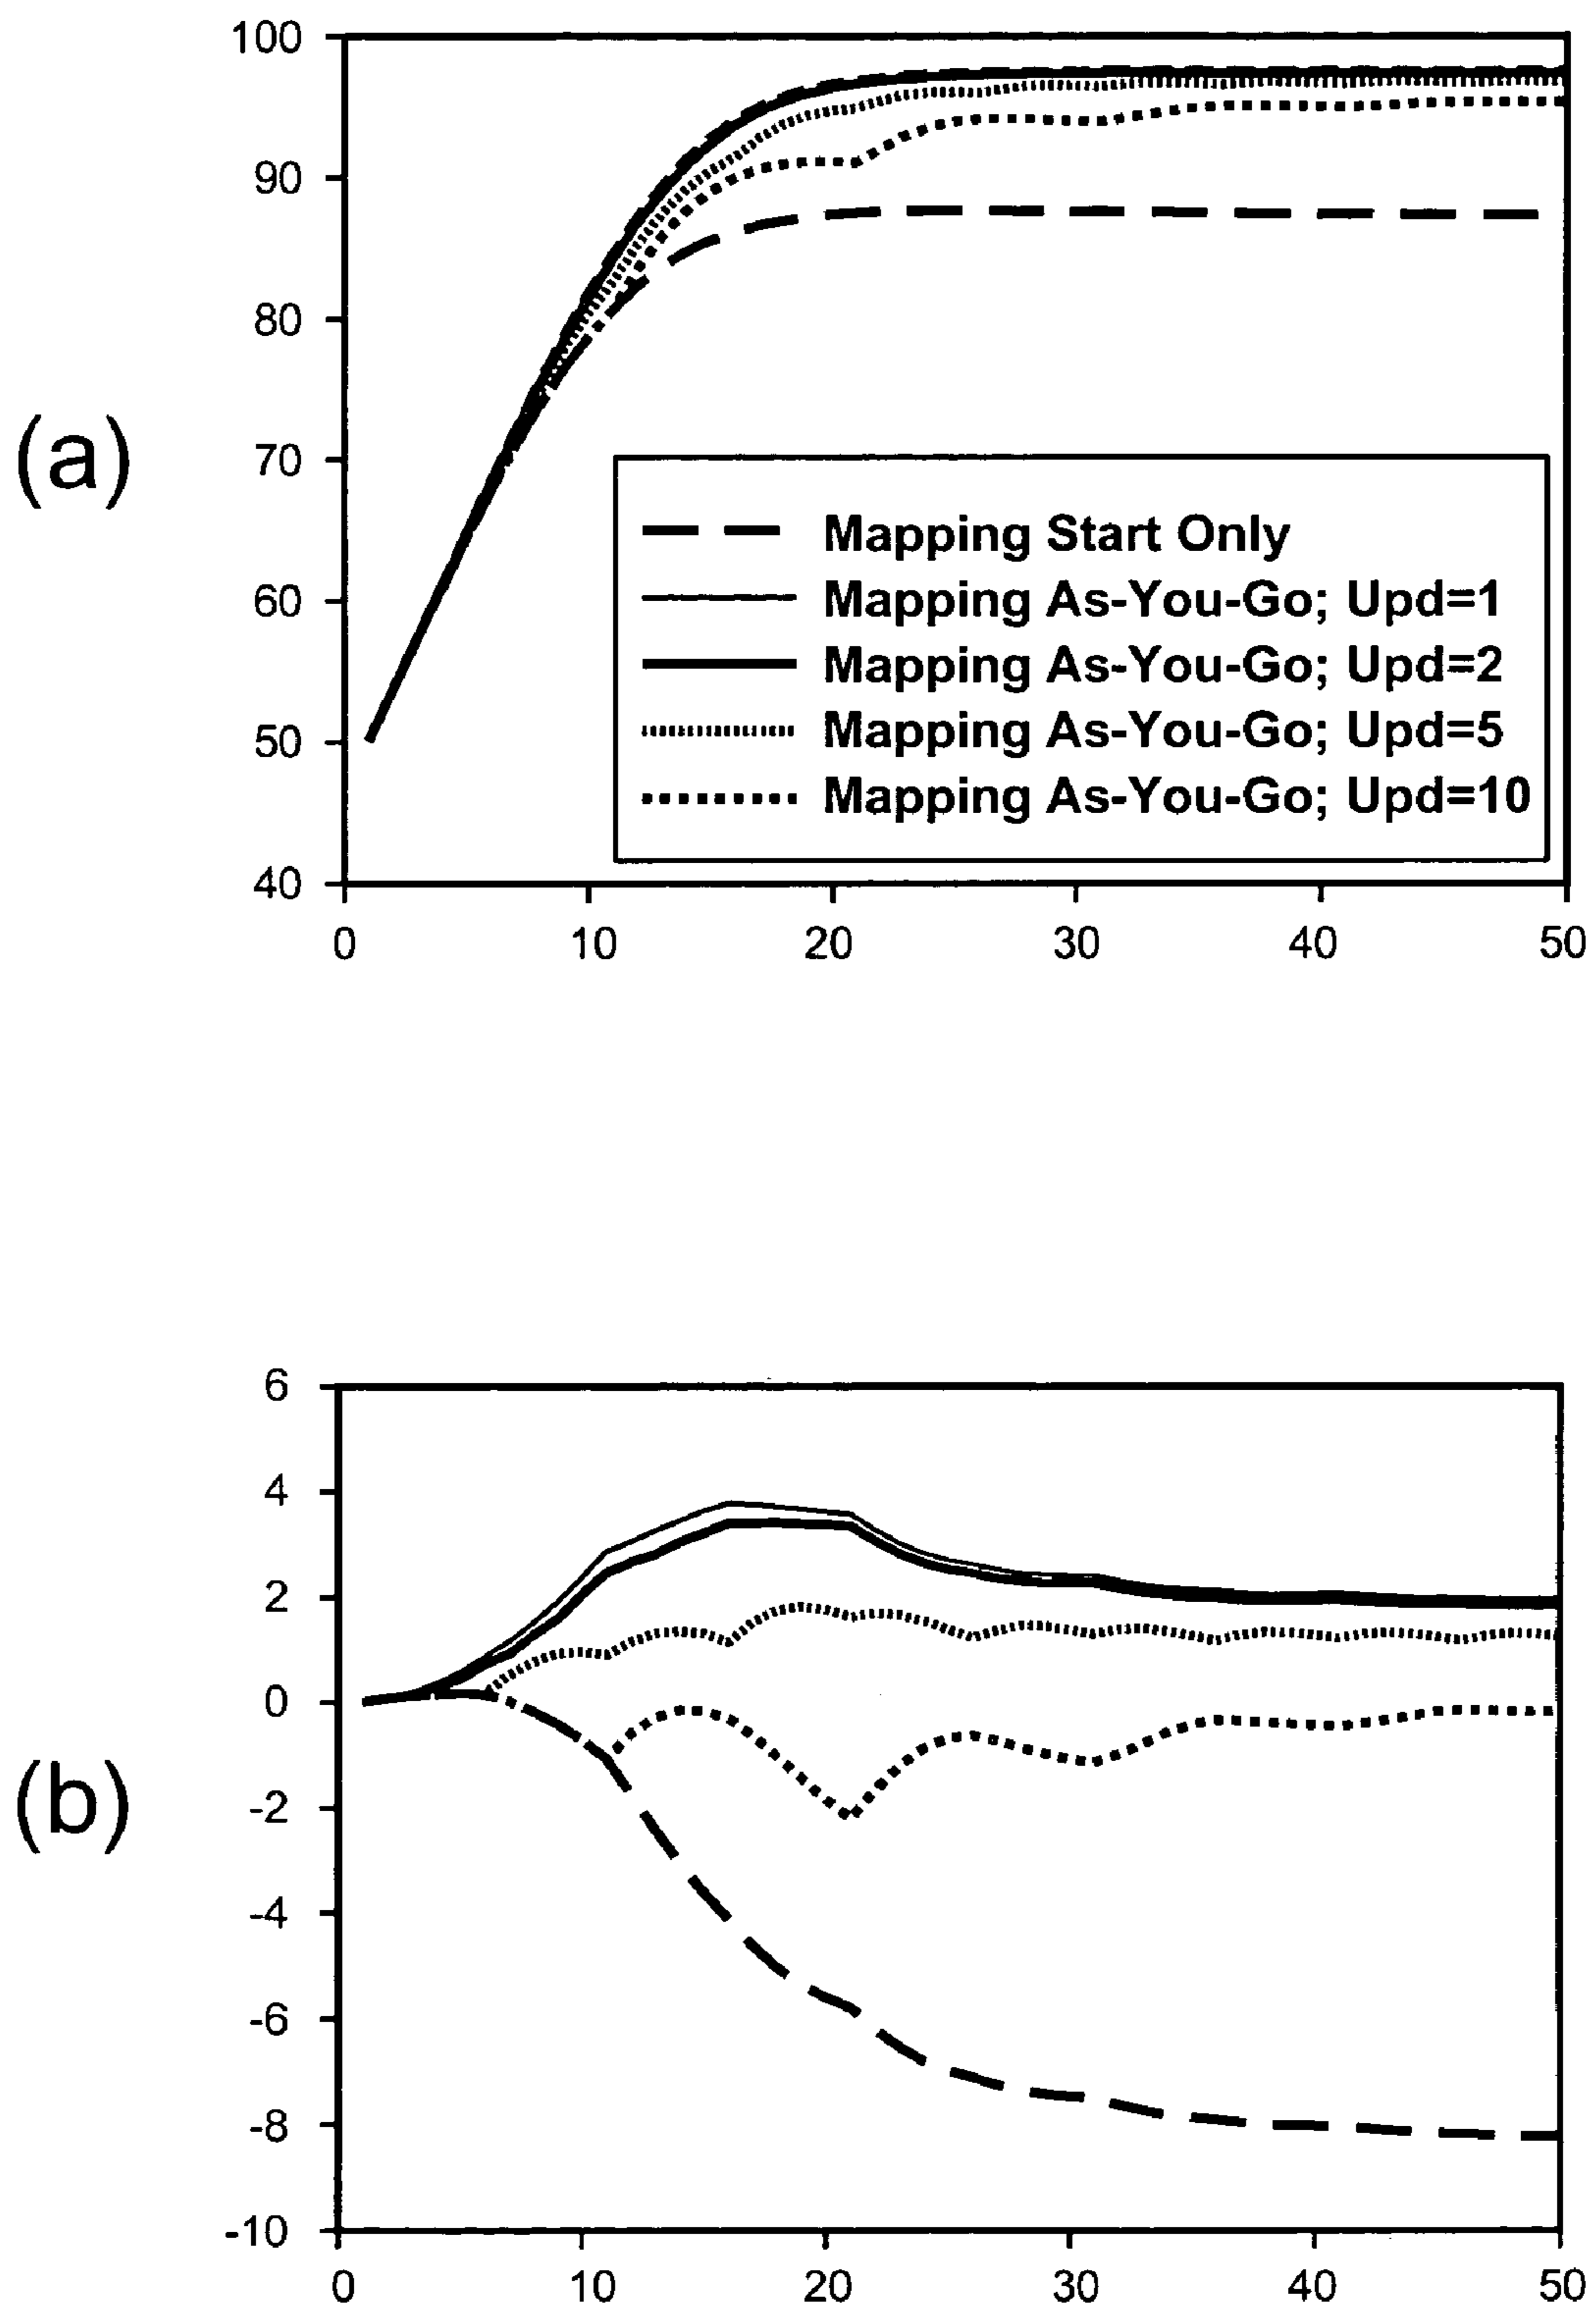 (a)
100
90
80
70
60
50
40
Mapping Start Only
Mapping As-You-Go; Upd=1
Mapping As-You-Go; Upd=2
Mapping As-You-Go; Upd=5
Mapping As-You-Go; Upd=10
0 10 20 30 40 50
(b)
6
4
2
0
-2
-4
-6
-8
-10
0 10 20 30 40 50